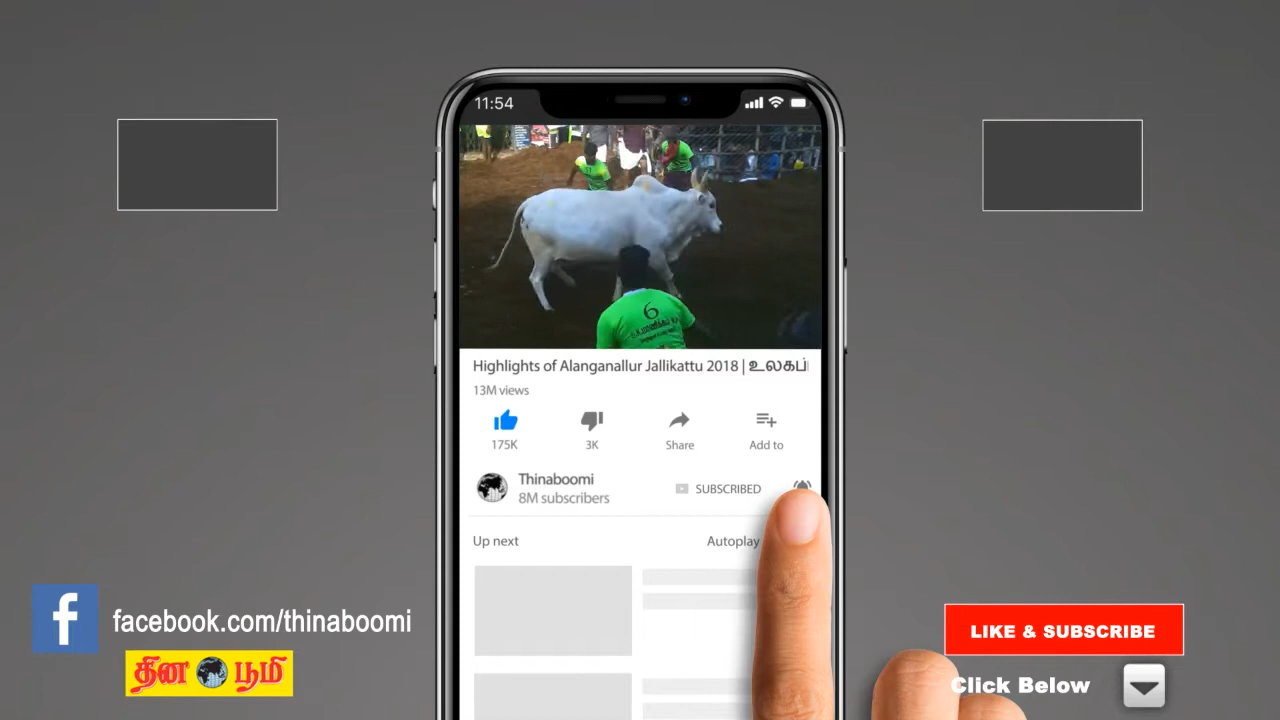 11:54
6
Highlights of Alanganallur Jallikattu 2018 | உலகப்
13M views
175K
3K
Share
Add to
Thinaboomi
8M subscribers
SUBSCRIBED
Up next
Autoplay
facebook.com/thinaboomi
தின பூமி
LIKE & SUBSCRIBE
Click Below